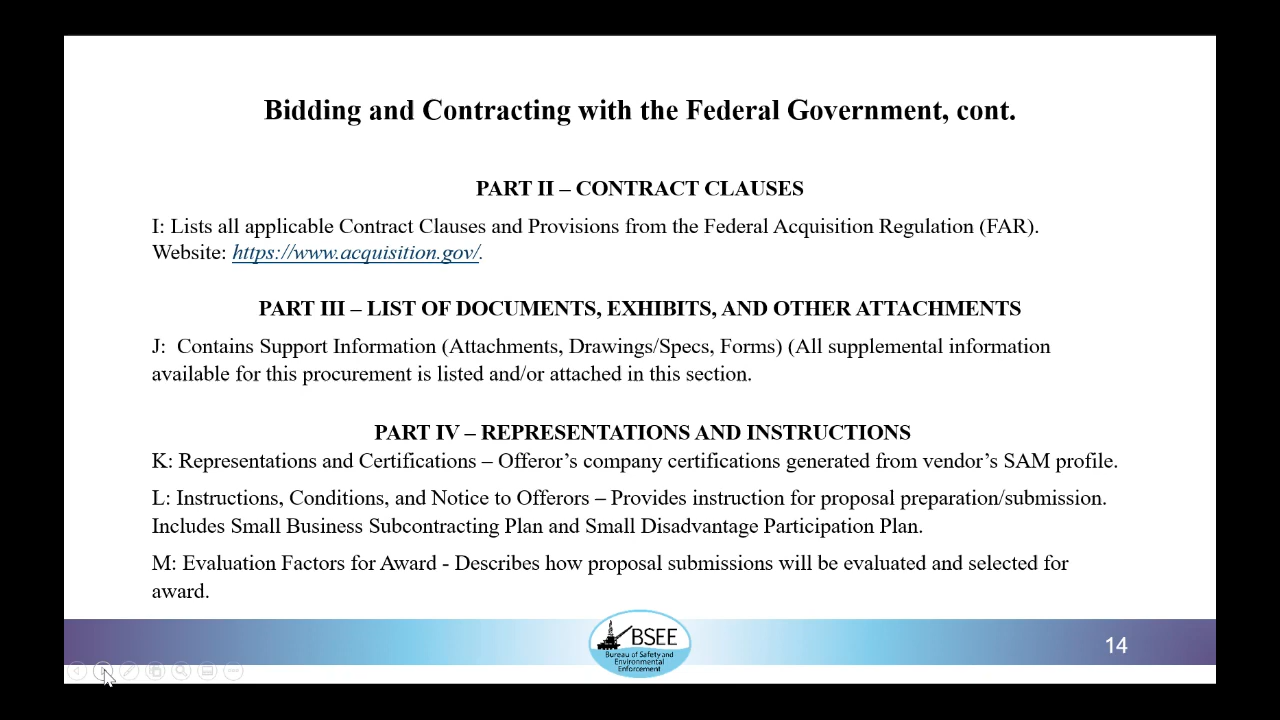 Bidding and Contracting with the Federal Government, cont.
PART II – CONTRACT CLAUSES
I: Lists all applicable Contract Clauses and Provisions from the Federal Acquisition Regulation (FAR).
Website: https://www.acquisition.gov/.
PART III – LIST OF DOCUMENTS, EXHIBITS, AND OTHER ATTACHMENTS
J:  Contains Support Information (Attachments, Drawings/Specs, Forms) (All supplemental information
available for this procurement is listed and/or attached in this section.
PART IV – REPRESENTATIONS AND INSTRUCTIONS
K: Representations and Certifications – Offeror’s company certifications generated from vendor’s SAM profile.
L: Instructions, Conditions, and Notice to Offerors – Provides instruction for proposal preparation/submission.
Includes Small Business Subcontracting Plan and Small Disadvantage Participation Plan.
M: Evaluation Factors for Award - Describes how proposal submissions will be evaluated and selected for
award.
BSEE
Bureau of Safety and
Environmental
Enforcement
14